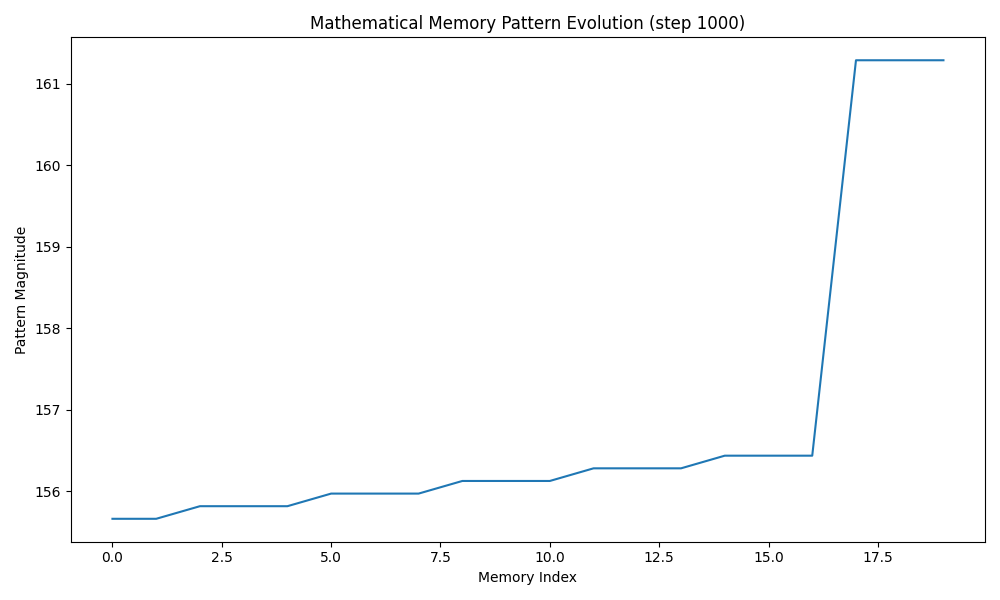 Mathematical Memory Pattern Evolution (step 1000)
161
160
159
158
157
156
Pattern Magnitude
0.0 2.5 5.0 7.5 10.0 12.5 15.0 17.5
Memory Index